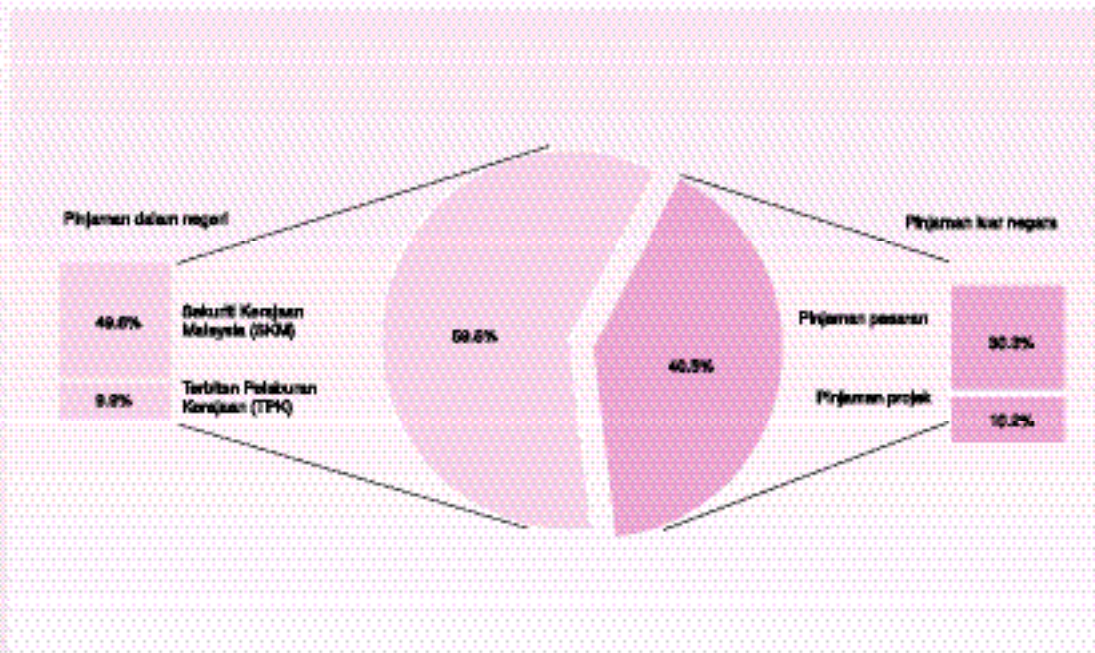 Pinjaman dalam negeri
49.6%
Sekuriti Kerajaan
Malaysia (SKM)
9.9%
Terbitan Pelaburan
Kerajaan (TPK)
59.5%
40.5%
Pinjaman luar negara
Pinjaman pasaran
30.3%
Pinjaman projek
10.2%